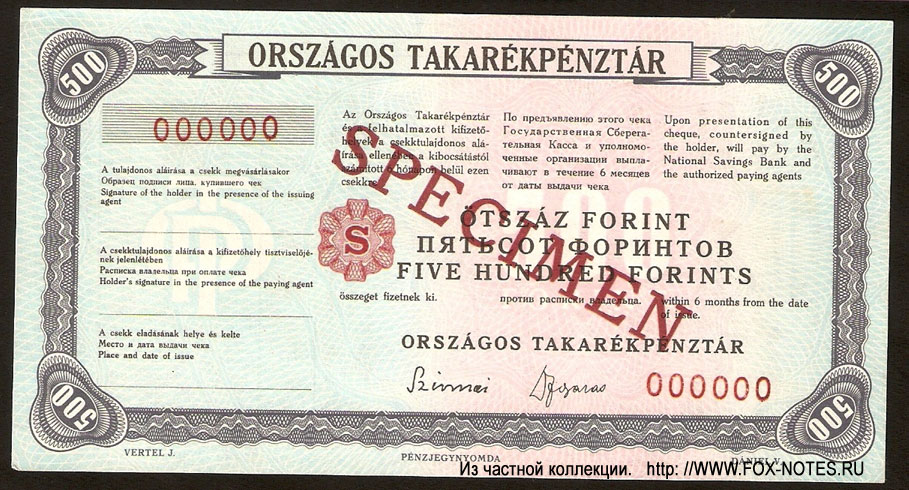 500
ORSZÁGOS TAKARÉKPÉNZTÁR
500
000000
A tulajdonos aláírása a csekk megvásárlásakor
Образец подписи лица, купившего чек
Signature of the holder in the presence of the issuing
agent
A csekktulajdonos aláírása a kifizetőhely tisztviselőjé-
nek jelenlétében
Расписка владельца при оплате чека
Holder's signature in the presence of the paying agent
A csekk eladásának helye és kelte
Место и дата выдачи чека
Place and date of issue
Az Országos Takarékpénztár
és a felhatalmazott kifizető-
helyek a csekktulajdonos alá-
írása ellenében a kibocsátástól
számított 6 hónapon belül ezen
csekkre
По предъявлению этого чека
Государственная Сберега-
тельная Касса и уполномо-
ченные организации выпла-
чивают в течение 6 месяцев
от даты выдачи чека
Upon presentation of this
cheque, countersigned by
the holder, will pay by the
National Savings Bank and
the authorized paying agents
SPECIMEN
S
ÖTSZÁZ FORINT
ПЯТЬСОТ ФОРИНТОВ
FIVE HUNDRED FORINTS
összeget fizetnek ki.
против расписки владельца.
within 6 months from the date
of issue.
ORSZÁGOS TAKARÉKPÉNZTÁR
000000
500
500
VERTEL J.
PÉNZJEGYNYOMDA
DÁNIEL V.
Из частной коллекции. http: //WWW.FOX-NOTES.RU